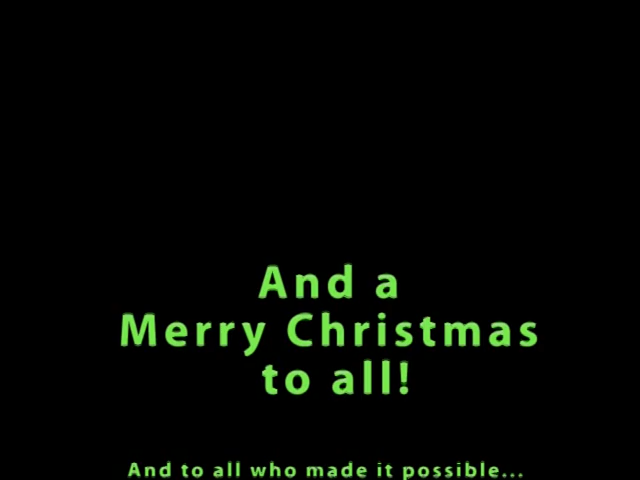 And a
Merry Christmas
to all!
And to all who made it possible...